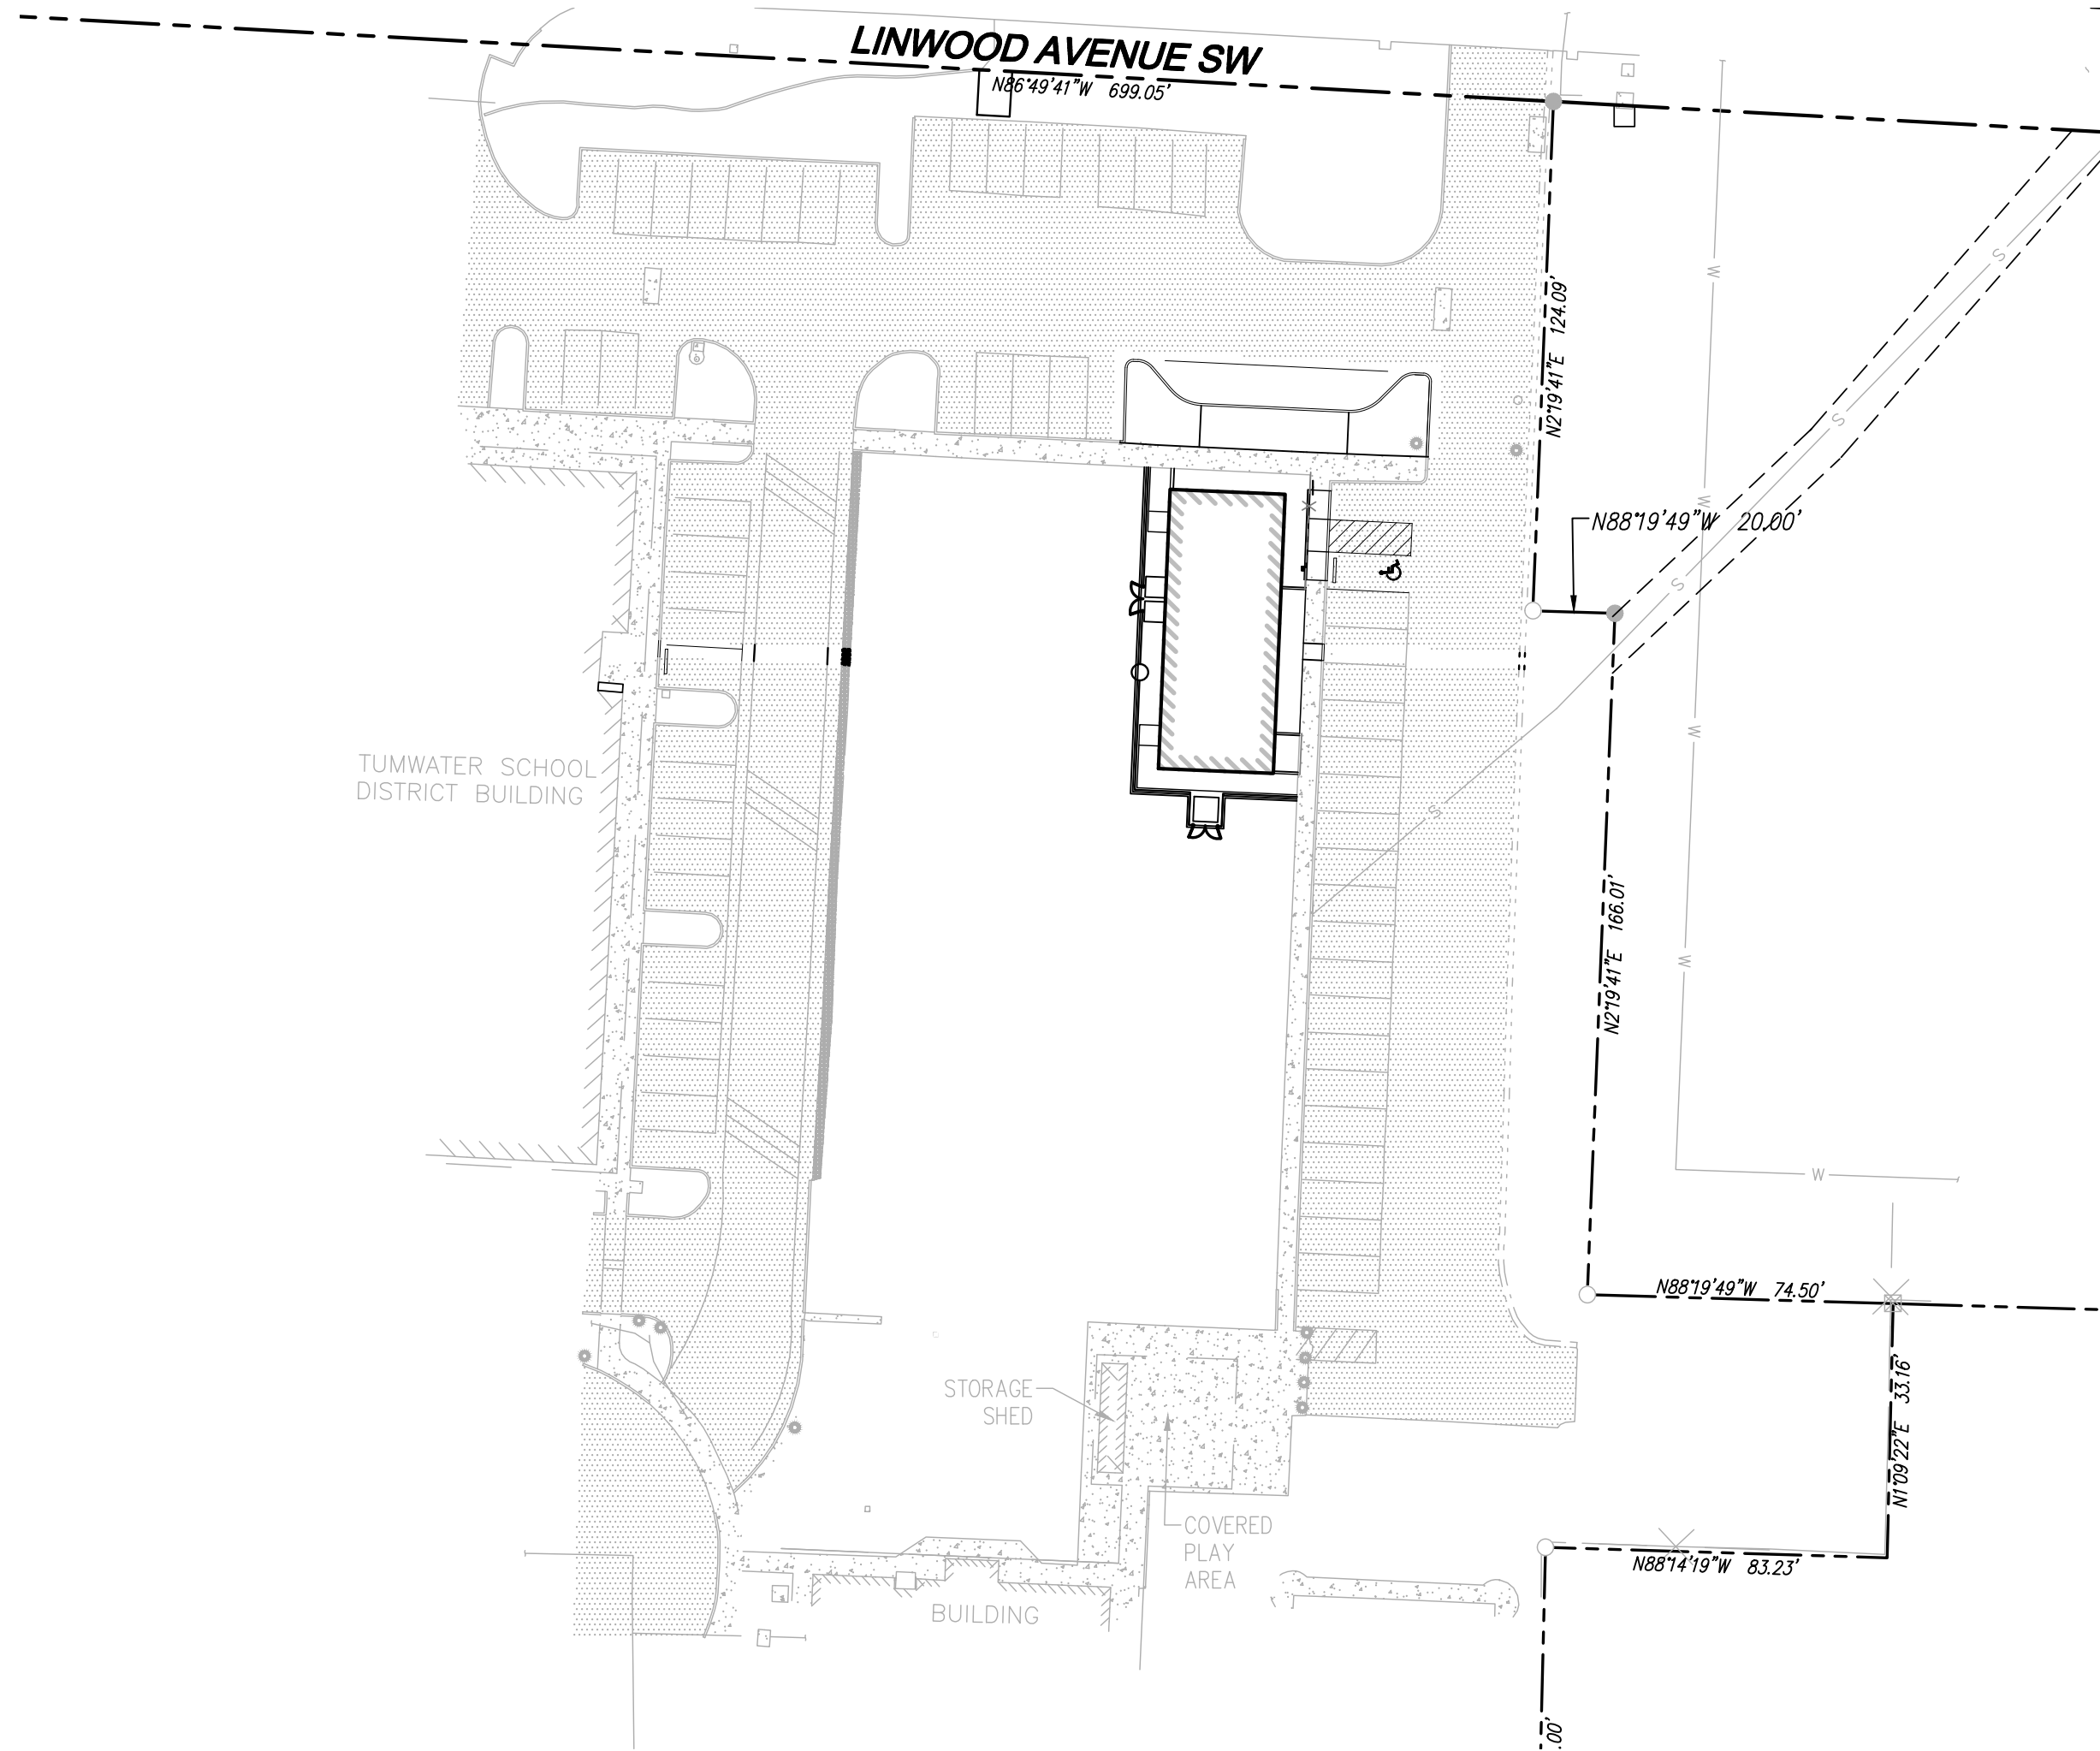 LINWOOD AVENUE SW
N86°49'41"W 699.05'
N2°19'41"E 124.09'
W
S
S
W
N88°19'49"W 20.00'
S
W
TUMWATER SCHOOL
DISTRICT BUILDING
S
N2°19'41"E 166.01'
W
W
N88°19'49"W 74.50'
N1°09'22"E 33.16'
STORAGE
SHED
COVERED
PLAY
AREA
N88°14'19"W 83.23'
BUILDING
.00'